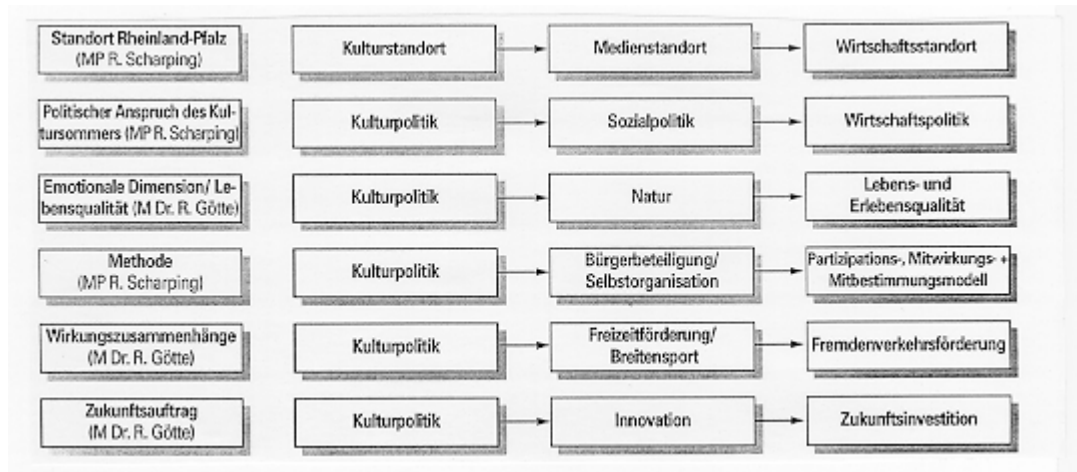 Standort Rheinland-Pfalz
(MP R. Scharping)
Kulturstandort
Medienstandort
Wirtschaftsstandort
Politischer Anspruch des Kul-
tursommers (MP R. Scharping)
Kulturpolitik
Sozialpolitik
Wirtschaftspolitik
Emotionale Dimension/ Le-
bensqualität (M Dr. R. Götte)
Kulturpolitik
Natur
Lebens- und
Erlebensqualität
Methode
(MP R. Scharping)
Kulturpolitik
Bürgerbeteiligung/
Selbstorganisation
Partizipations-, Mitwirkungs- +
Mitbestimmungsmodell
Wirkungszusammenhänge
(M Dr. R. Götte)
Kulturpolitik
Freizeitförderung/
Breitensport
Fremdenverkehrsförderung
Zukunftsauftrag
(M Dr. R. Götte)
Kulturpolitik
Innovation
Zukunftsinvestition